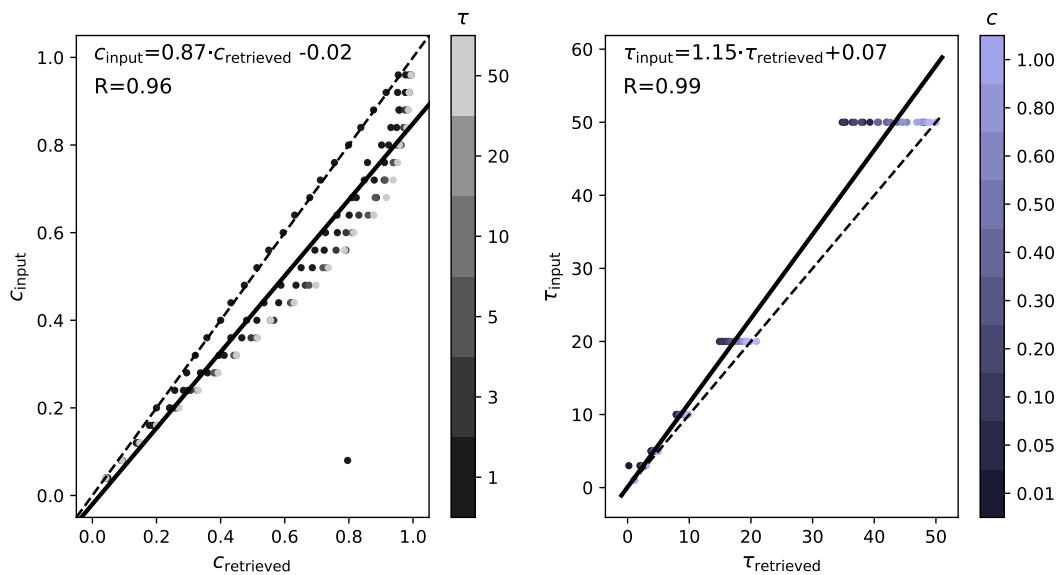 τ
c_input=0.87·c_retrieved -0.02
R=0.96
1.0
0.8
0.6
0.4
0.2
0.0
c_input
0.0 0.2 0.4 0.6 0.8 1.0
c_retrieved
50
20
10
5
3
1
c
τ_input=1.15·τ_retrieved+0.07
R=0.99
60
50
40
30
20
10
0
τ_input
0 10 20 30 40 50
τ_retrieved
1.00
0.80
0.60
0.50
0.40
0.30
0.20
0.10
0.05
0.01